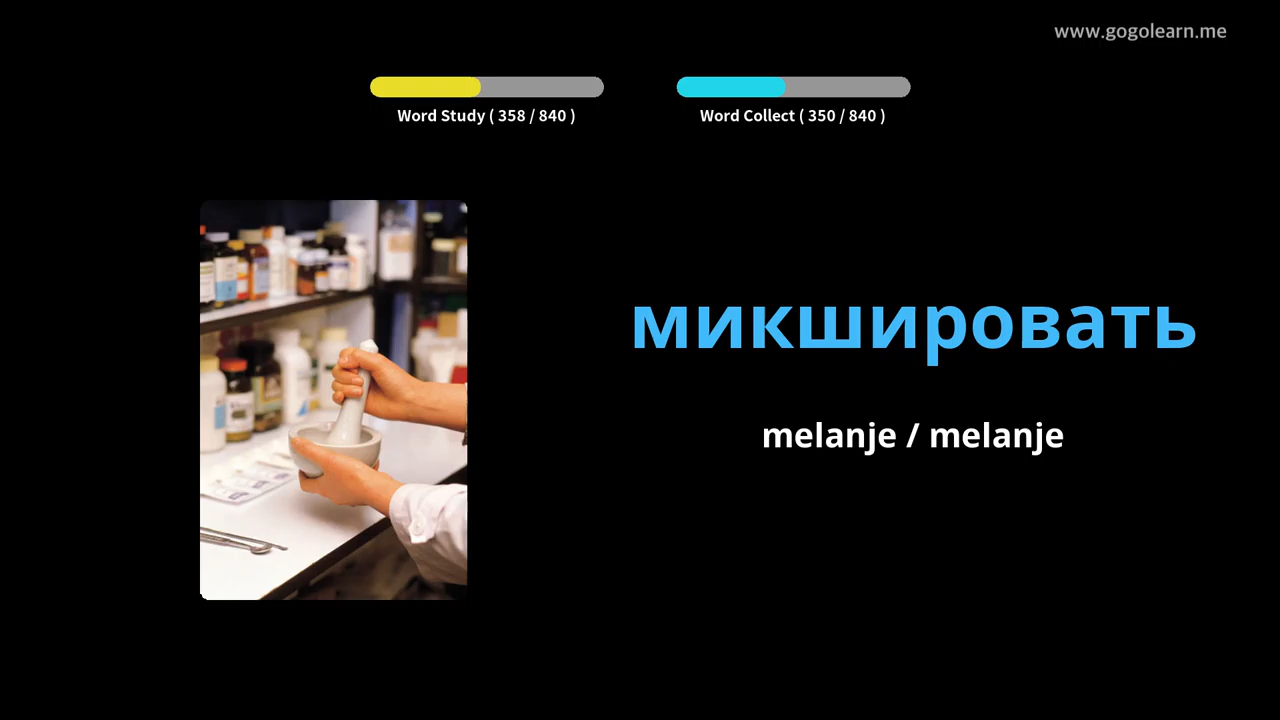 www.gogolearn.me
Word Study ( 358 / 840 )
Word Collect ( 350 / 840 )
микшировать
melanje / melanje